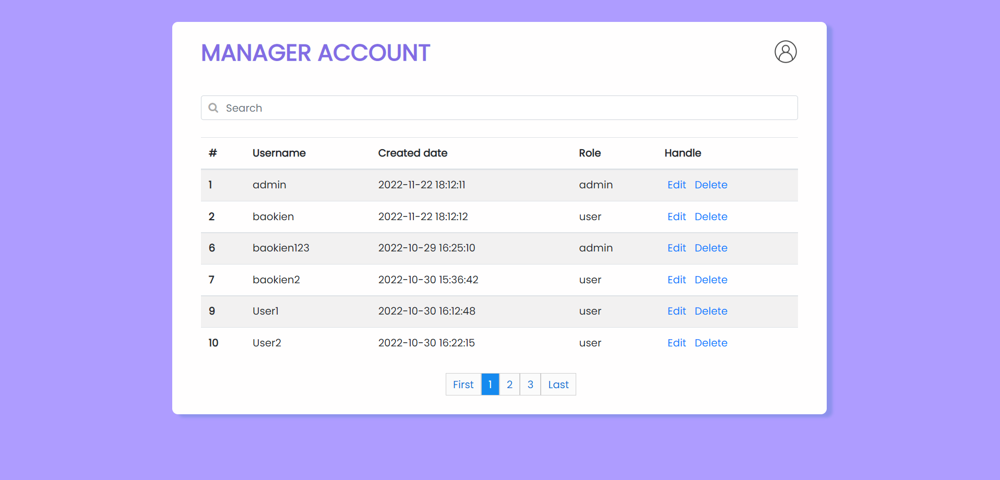 MANAGER ACCOUNT
Search
# Username Created date Role Handle
1 admin 2022-11-22 18:12:11 admin Edit Delete
2 baokien 2022-11-22 18:12:12 user Edit Delete
6 baokien123 2022-10-29 16:25:10 admin Edit Delete
7 baokien2 2022-10-30 15:36:42 user Edit Delete
9 User1 2022-10-30 16:12:48 user Edit Delete
10 User2 2022-10-30 16:22:15 user Edit Delete
First 1 2 3 Last